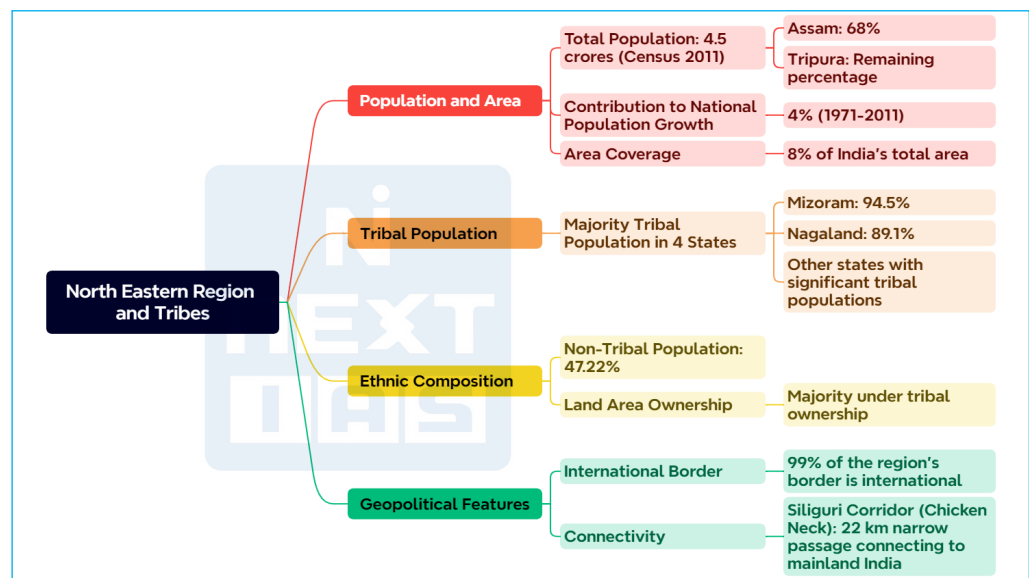 North Eastern Region
and Tribes
Population and Area
Total Population: 4.5
crores (Census 2011)
Assam: 68%
Tripura: Remaining
percentage
Contribution to National
Population Growth
4% (1971-2011)
Area Coverage
8% of India's total area
Tribal Population
Majority Tribal
Population in 4 States
Mizoram: 94.5%
Nagaland: 89.1%
Other states with
significant tribal
populations
Ethnic Composition
Non-Tribal Population:
47.22%
Land Area Ownership
Majority under tribal
ownership
Geopolitical Features
International Border
99% of the region's
border is international
Connectivity
Siliguri Corridor (Chicken
Neck): 22 km narrow
passage connecting to
mainland India
NEXT
IAS